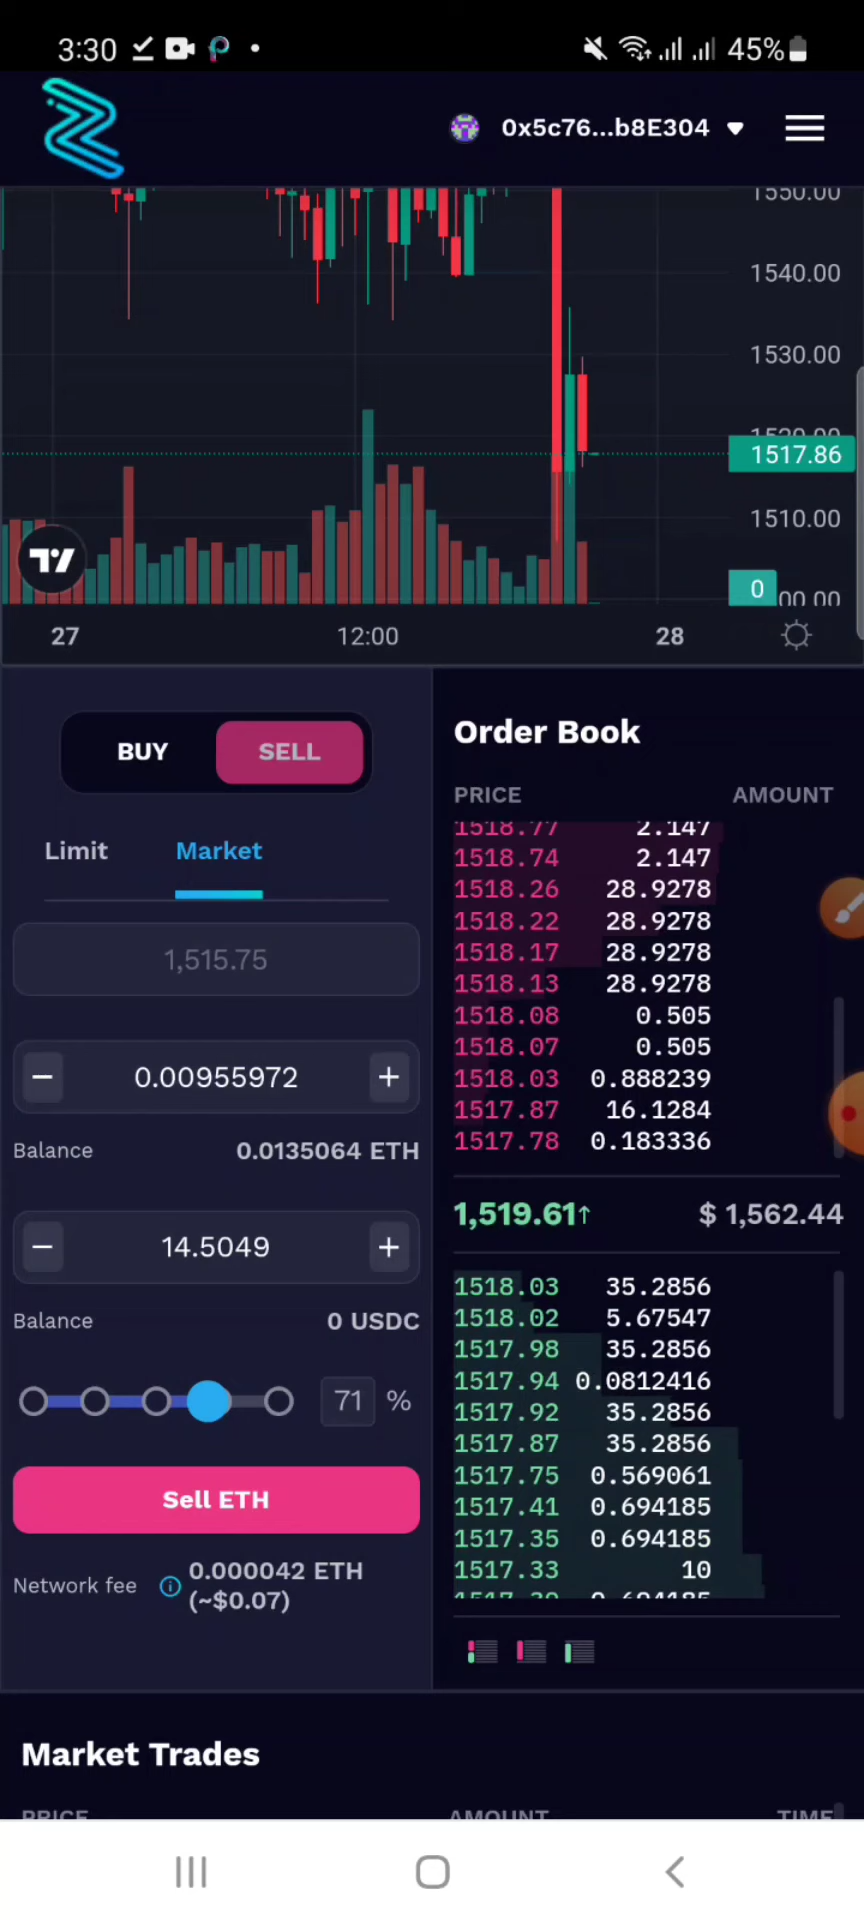 3:30
45%
0x5c76...b8E304
1550.00
1540.00
1530.00
1517.86
1510.00
0
27
12:00
28
BUY
SELL
Order Book
PRICE
AMOUNT
Limit
Market
1,515.75
0.00955972
Balance
0.0135064 ETH
14.5049
Balance
0 USDC
71 %
Sell ETH
Network fee
0.000042 ETH
(~$0.07)
1518.77 2.147
1518.74 2.147
1518.26 28.9278
1518.22 28.9278
1518.17 28.9278
1518.13 28.9278
1518.08 0.505
1518.07 0.505
1518.03 0.888239
1517.87 16.1284
1517.78 0.183336
1,519.61↑ $ 1,562.44
1518.03 35.2856
1518.02 5.67547
1517.98 35.2856
1517.94 0.0812416
1517.92 35.2856
1517.87 35.2856
1517.75 0.569061
1517.41 0.694185
1517.35 0.694185
1517.33 10
Market Trades
PRICE
AMOUNT
TIME